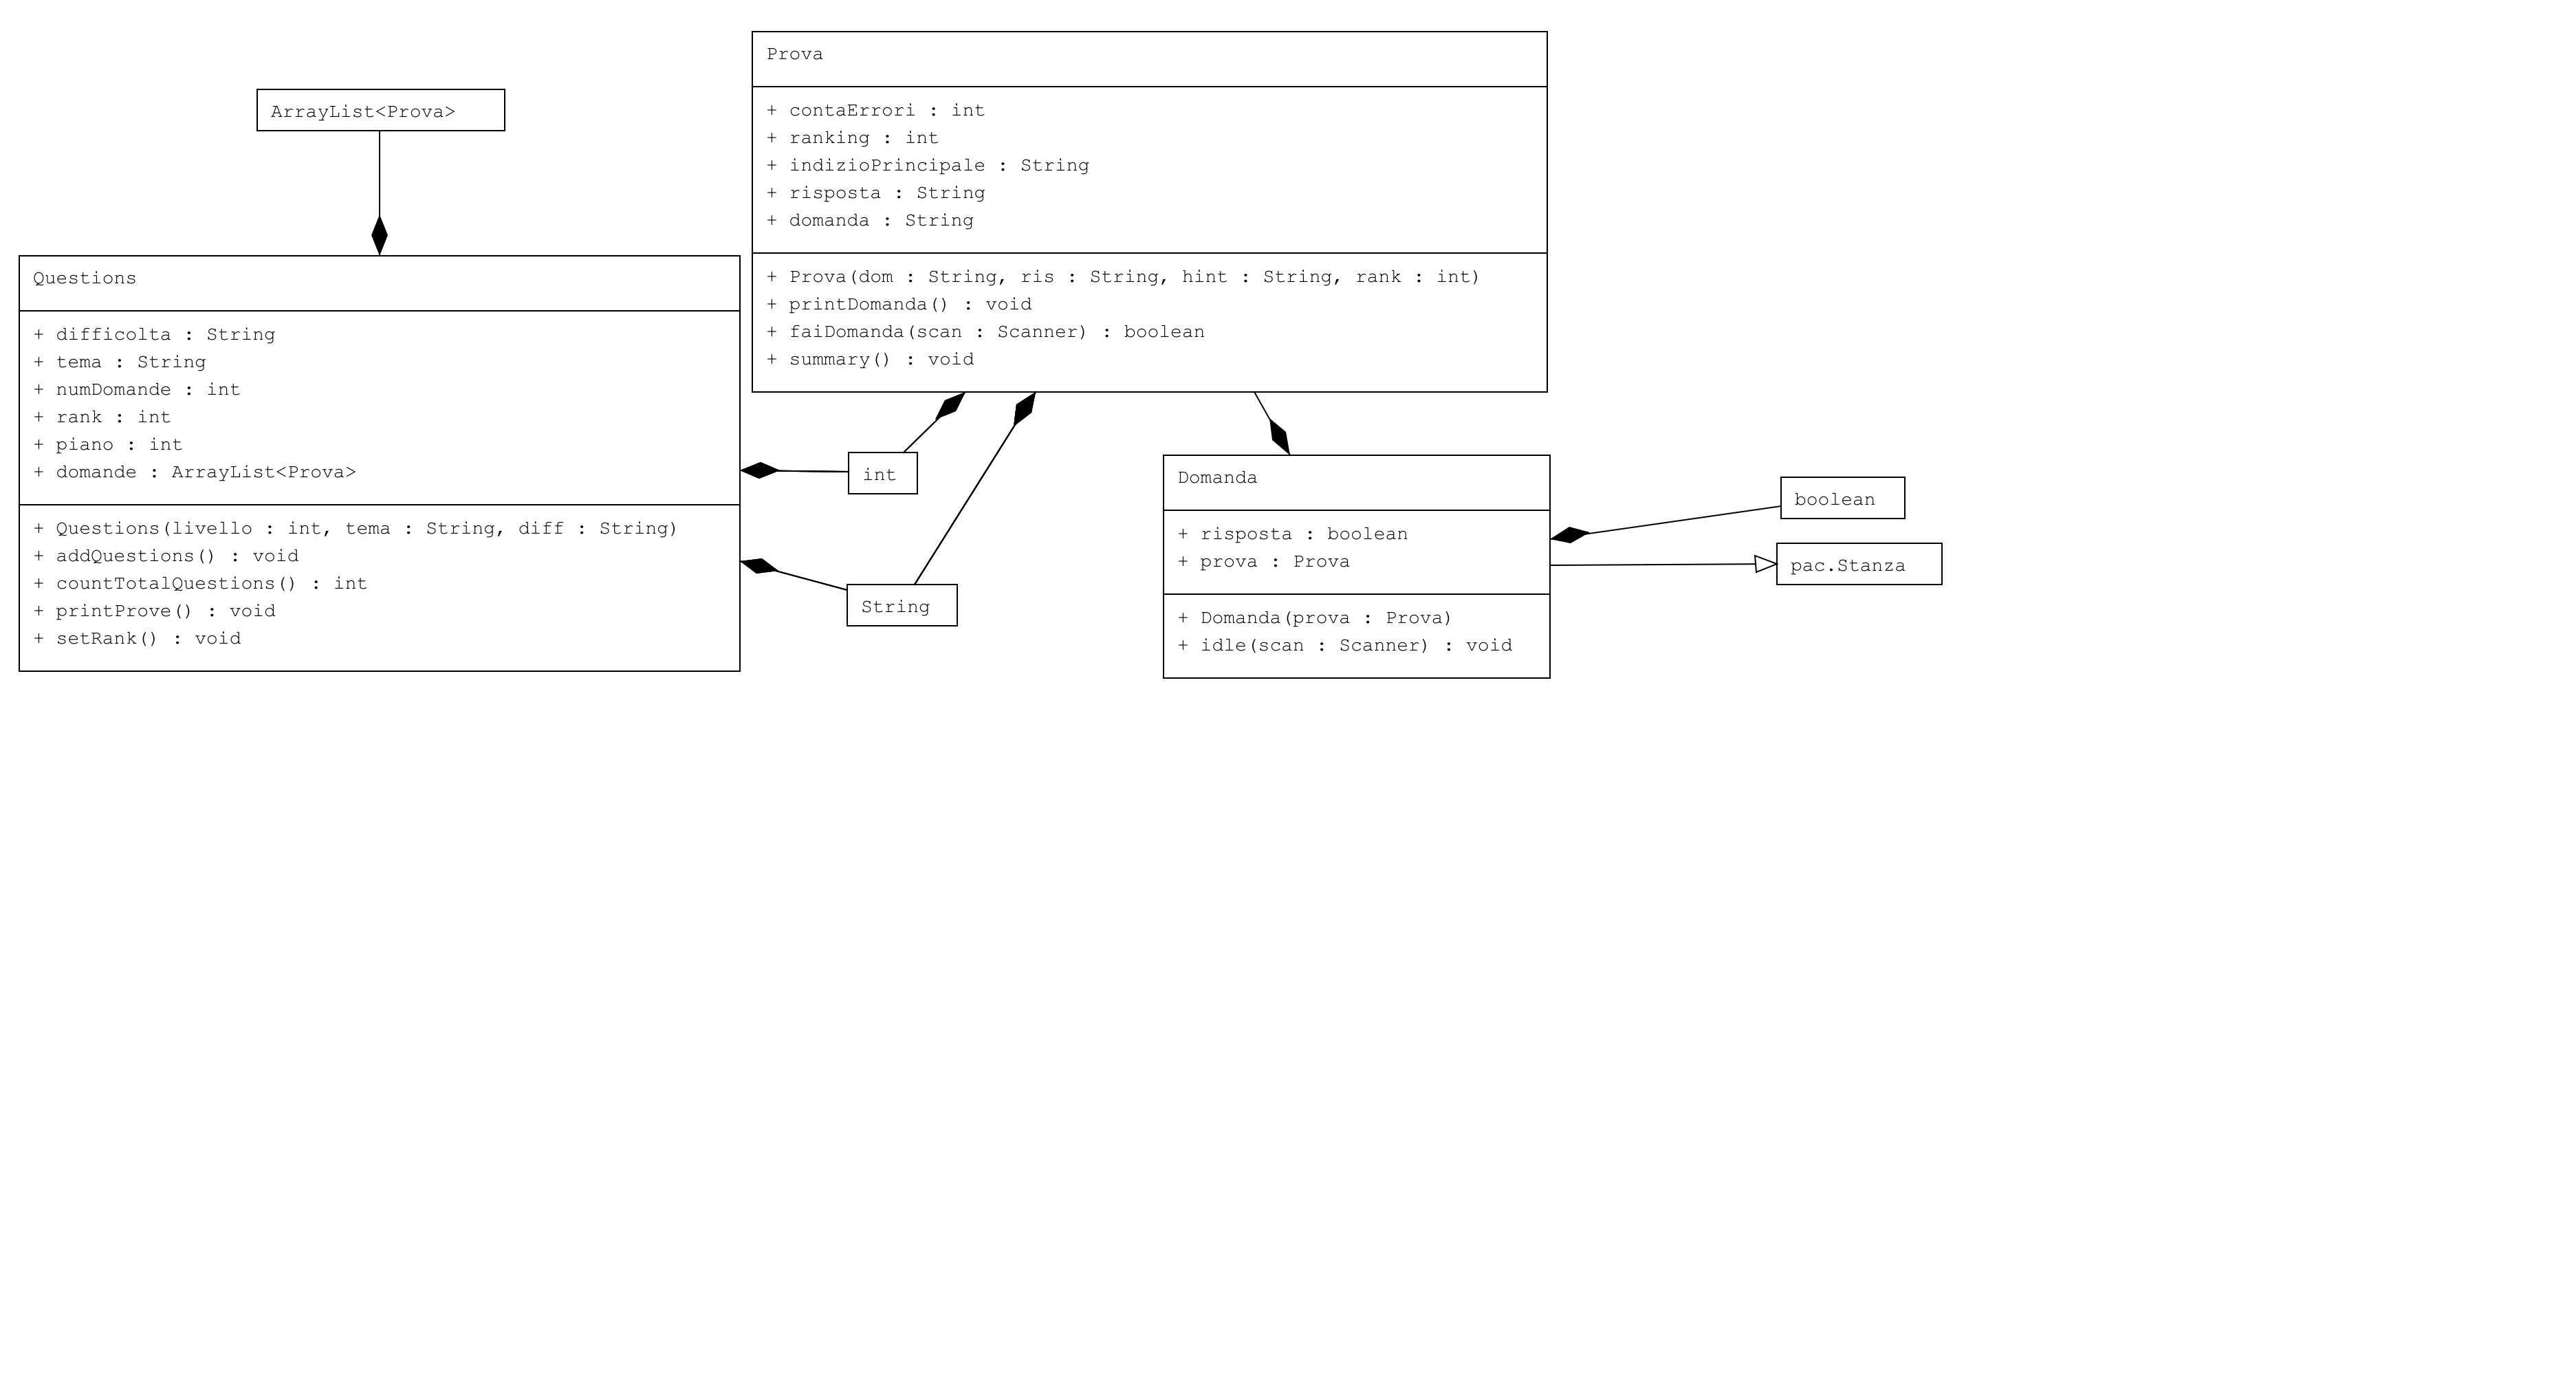 ArrayList<Prova>
Questions
+ difficolta : String
+ tema : String
+ numDomande : int
+ rank : int
+ piano : int
+ domande : ArrayList<Prova>
+ Questions(livello : int, tema : String, diff : String)
+ addQuestions() : void
+ countTotalQuestions() : int
+ printProve() : void
+ setRank() : void
Prova
+ contaErrori : int
+ ranking : int
+ indizioPrincipale : String
+ risposta : String
+ domanda : String
+ Prova(dom : String, ris : String, hint : String, rank : int)
+ printDomanda() : void
+ faiDomanda(scan : Scanner) : boolean
+ summary() : void
int
String
Domanda
+ risposta : boolean
+ prova : Prova
+ Domanda(prova : Prova)
+ idle(scan : Scanner) : void
boolean
pac.Stanza